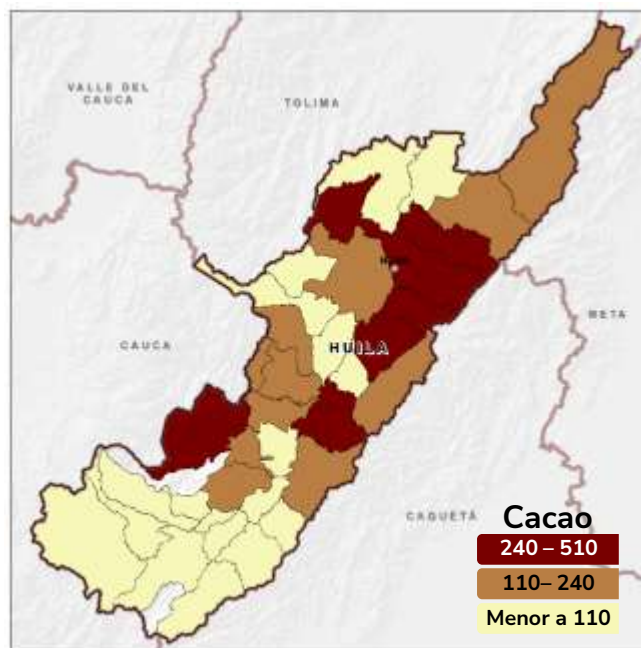 VALLE DEL
CAUCA
TOLIMA
META
CAUCA
HUILA
CAQUETÁ
Cacao
240 – 510
110– 240
Menor a 110